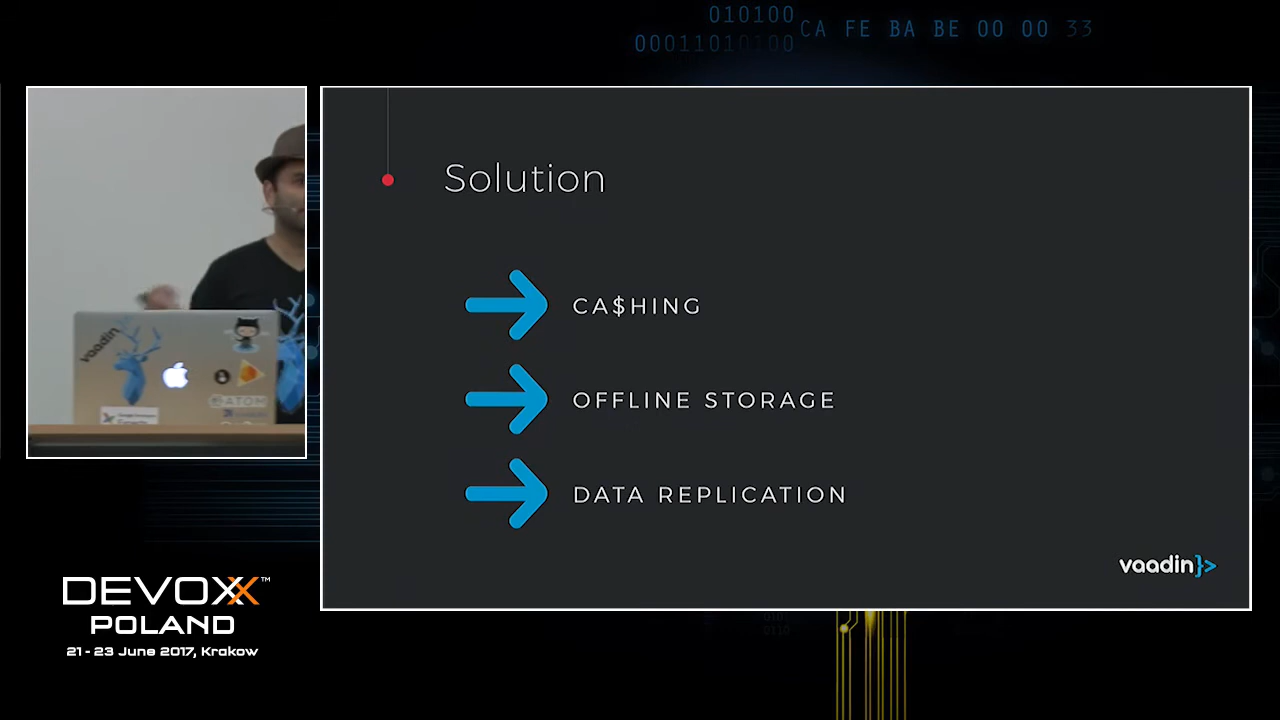 010100
00011010100
CA FE BA BE 00 00 33
Solution
CA$HING
OFFLINE STORAGE
DATA REPLICATION
vaadin}>
vaadin
ATOM
DEVOXX™
POLAND
21 - 23 June 2017, Krakow